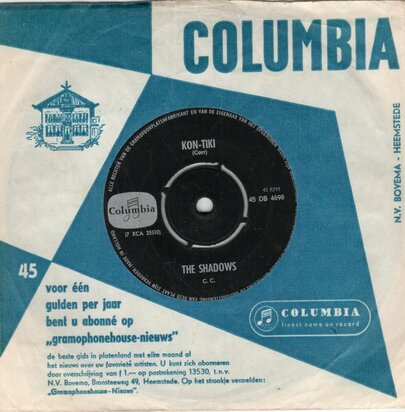 COLUMBIA
N.V. BOVEMA - HEEMSTEDE
KON-TIKI
(Carr)
45 RPM
45 DB 4698
Columbia
(7 XCA 25510)
THE SHADOWS
C. C.
45
voor één
gulden per jaar
bent u abonné op
„gramophonehouse-nieuws”
de beste gids in platenland met elke maand al
het nieuws over uw favorieté artisten. U kunt zich abonneren
door overschrijving van f 1.— op postrekening 13530, t.n.v.
N.V. Bovema, Bronsteeweg 49, Heemstede. Op het strookje vermelden:
„Gramophonehouse-Nieuws”.
COLUMBIA
finest name on record